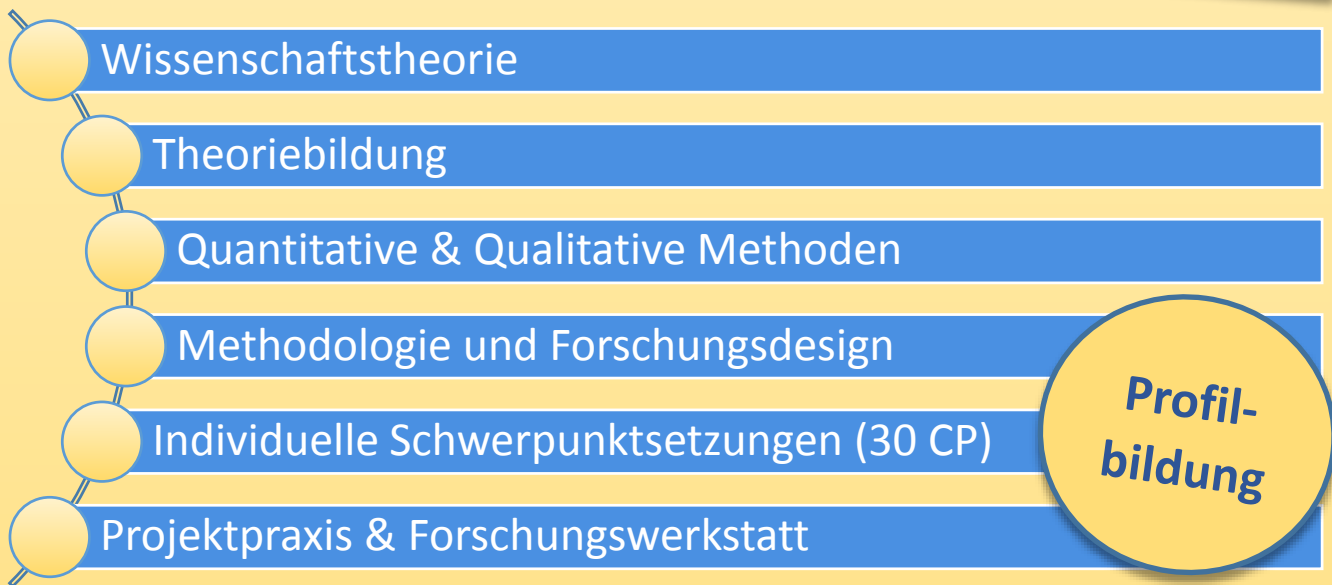 Wissenschaftstheorie
Theoriebildung
Quantitative & Qualitative Methoden
Methodologie und Forschungsdesign
Individuelle Schwerpunktsetzungen (30 CP)
Projektpraxis & Forschungswerkstatt
Profil-
bildung